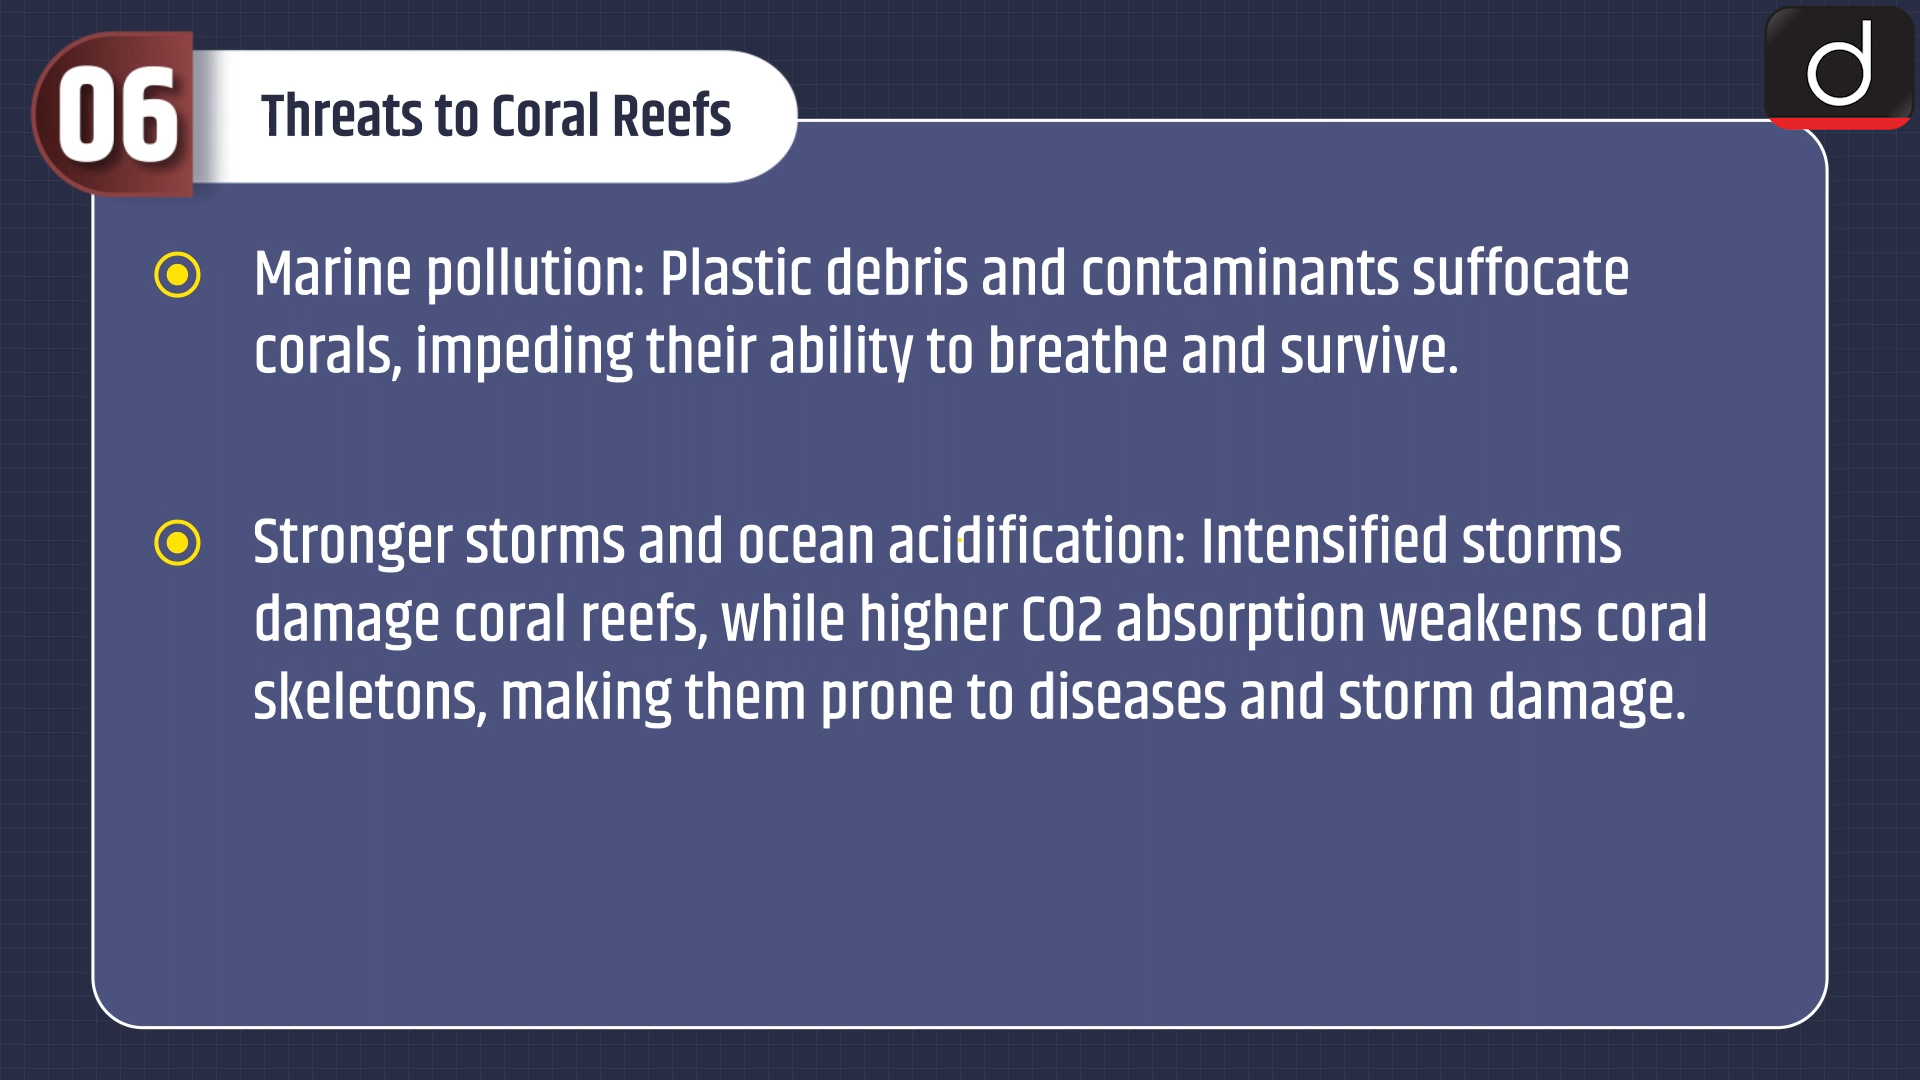 06
Threats to Coral Reefs
d
Marine pollution: Plastic debris and contaminants suffocate
corals, impeding their ability to breathe and survive.
Stronger storms and ocean acidification: Intensified storms
damage coral reefs, while higher CO2 absorption weakens coral
skeletons, making them prone to diseases and storm damage.